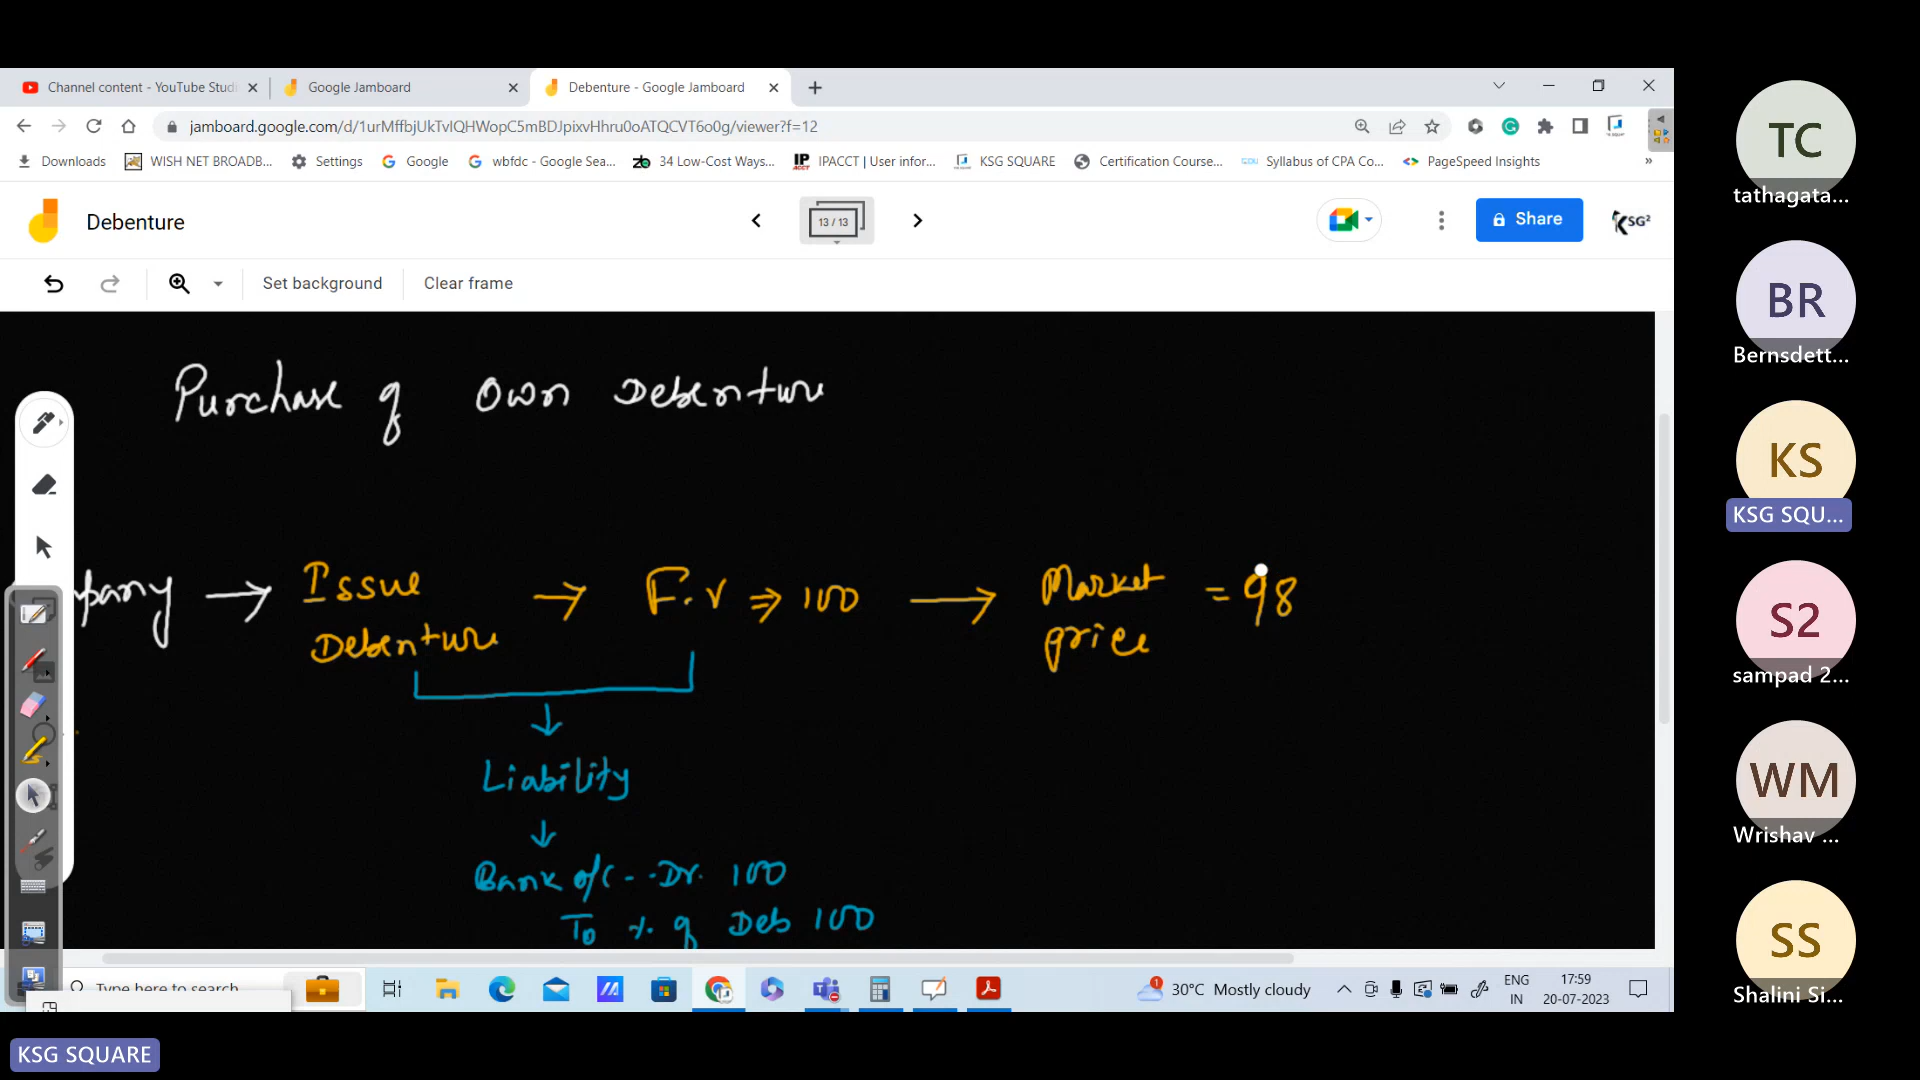 Channel content - YouTube Studi
Google Jamboard
Debenture - Google Jamboard
jamboard.google.com/d/1urMffbjUkTvIQHWopC5mBDJpixvHhru0oATQCVT6o0g/viewer?f=12
Downloads WISH NET BROADB... Settings Google wbfdc - Google Sea... 34 Low-Cost Ways... IPACCT | User infor... KSG SQUARE Certification Course... Syllabus of CPA Co... PageSpeed Insights »
Debenture
13 / 13
Share
KSG²
Set background
Clear frame
Purchase of Own Debenture
mpany → Issue Debenture → F.V ⇒ 100 → Market price = 98
↓
Liability
↓
Bank a/c - - Dr. 100
To % of Deb 100
Type here to search
1
30°C Mostly cloudy
ENG
IN
17:59
20-07-2023
TC
tathagata...
BR
Bernsdett...
KS
KSG SQU...
S2
sampad 2...
WM
Wrishav ...
SS
Shalini Si...
KSG SQUARE